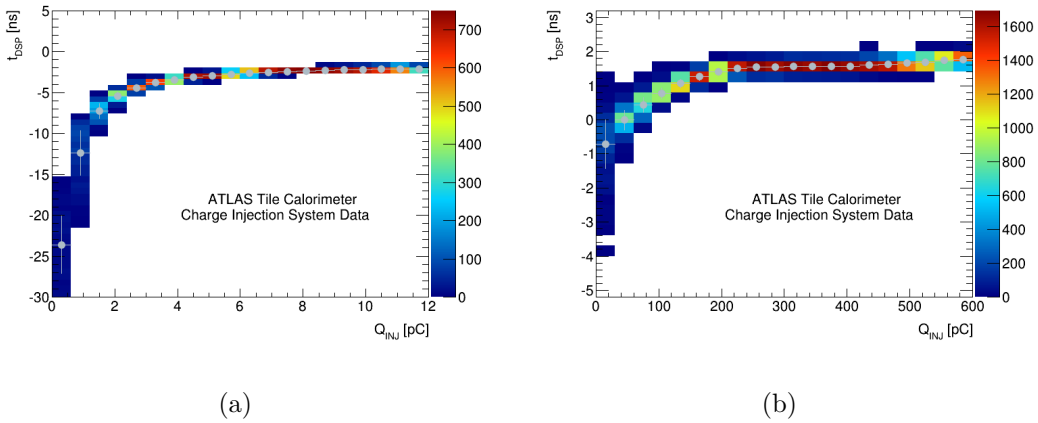 t_DSP [ns]
5
0
-5
-10
-15
-20
-25
-30
0 2 4 6 8 10 12
Q_INJ [pC]
ATLAS Tile Calorimeter
Charge Injection System Data
700
600
500
400
300
200
100
0
(a)
t_DSP [ns]
3
2
1
0
-1
-2
-3
-4
-5
0 100 200 300 400 500 600
Q_INJ [pC]
ATLAS Tile Calorimeter
Charge Injection System Data
1600
1400
1200
1000
800
600
400
200
0
(b)